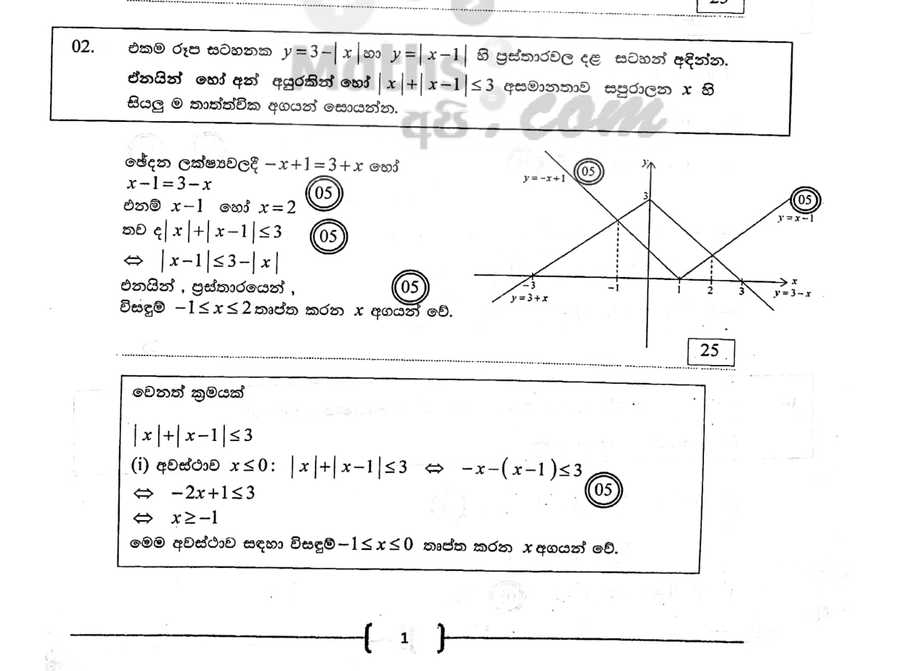 25
02. එකම රූප සටහනක y = 3 − | x | හා y = | x − 1 | හි ප්‍රස්තාරවල දළ සටහන් අඳින්න.
ඒනයින් හෝ අන් අයුරකින් හෝ | x | + | x − 1 | ≤ 3 අසමානතාව සපුරාලන x හි
සියලු ම තාත්ත්වික අගයන් සොයන්න.
Maths
අපි . com
ඡේදන ලක්ෂ්‍යවලදී − x + 1 = 3 + x හෝ
x − 1 = 3 − x
05
එනම් x − 1 හෝ x = 2
තව ද | x | + | x − 1 | ≤ 3
05
⇔ | x − 1 | ≤ 3 − | x |
එනයින් , ප්‍රස්තාරයෙන් ,
05
විසඳුම් −1 ≤ x ≤ 2 තෘප්ත කරන x අගයන් වේ.
y = −x + 1
05
y
3
05
y = x − 1
−3
−1
1
2
3
x
y = 3 + x
y = 3 − x
25
වෙනත් ක්‍රමයක්
| x | + | x − 1 | ≤ 3
(i) අවස්ථාව x ≤ 0 : | x | + | x − 1 | ≤ 3 ⇔ −x − ( x − 1 ) ≤ 3
05
⇔ −2x + 1 ≤ 3
⇔ x ≥ −1
මෙම අවස්ථාව සඳහා විසඳුම් −1 ≤ x ≤ 0 තෘප්ත කරන x අගයන් වේ.
1